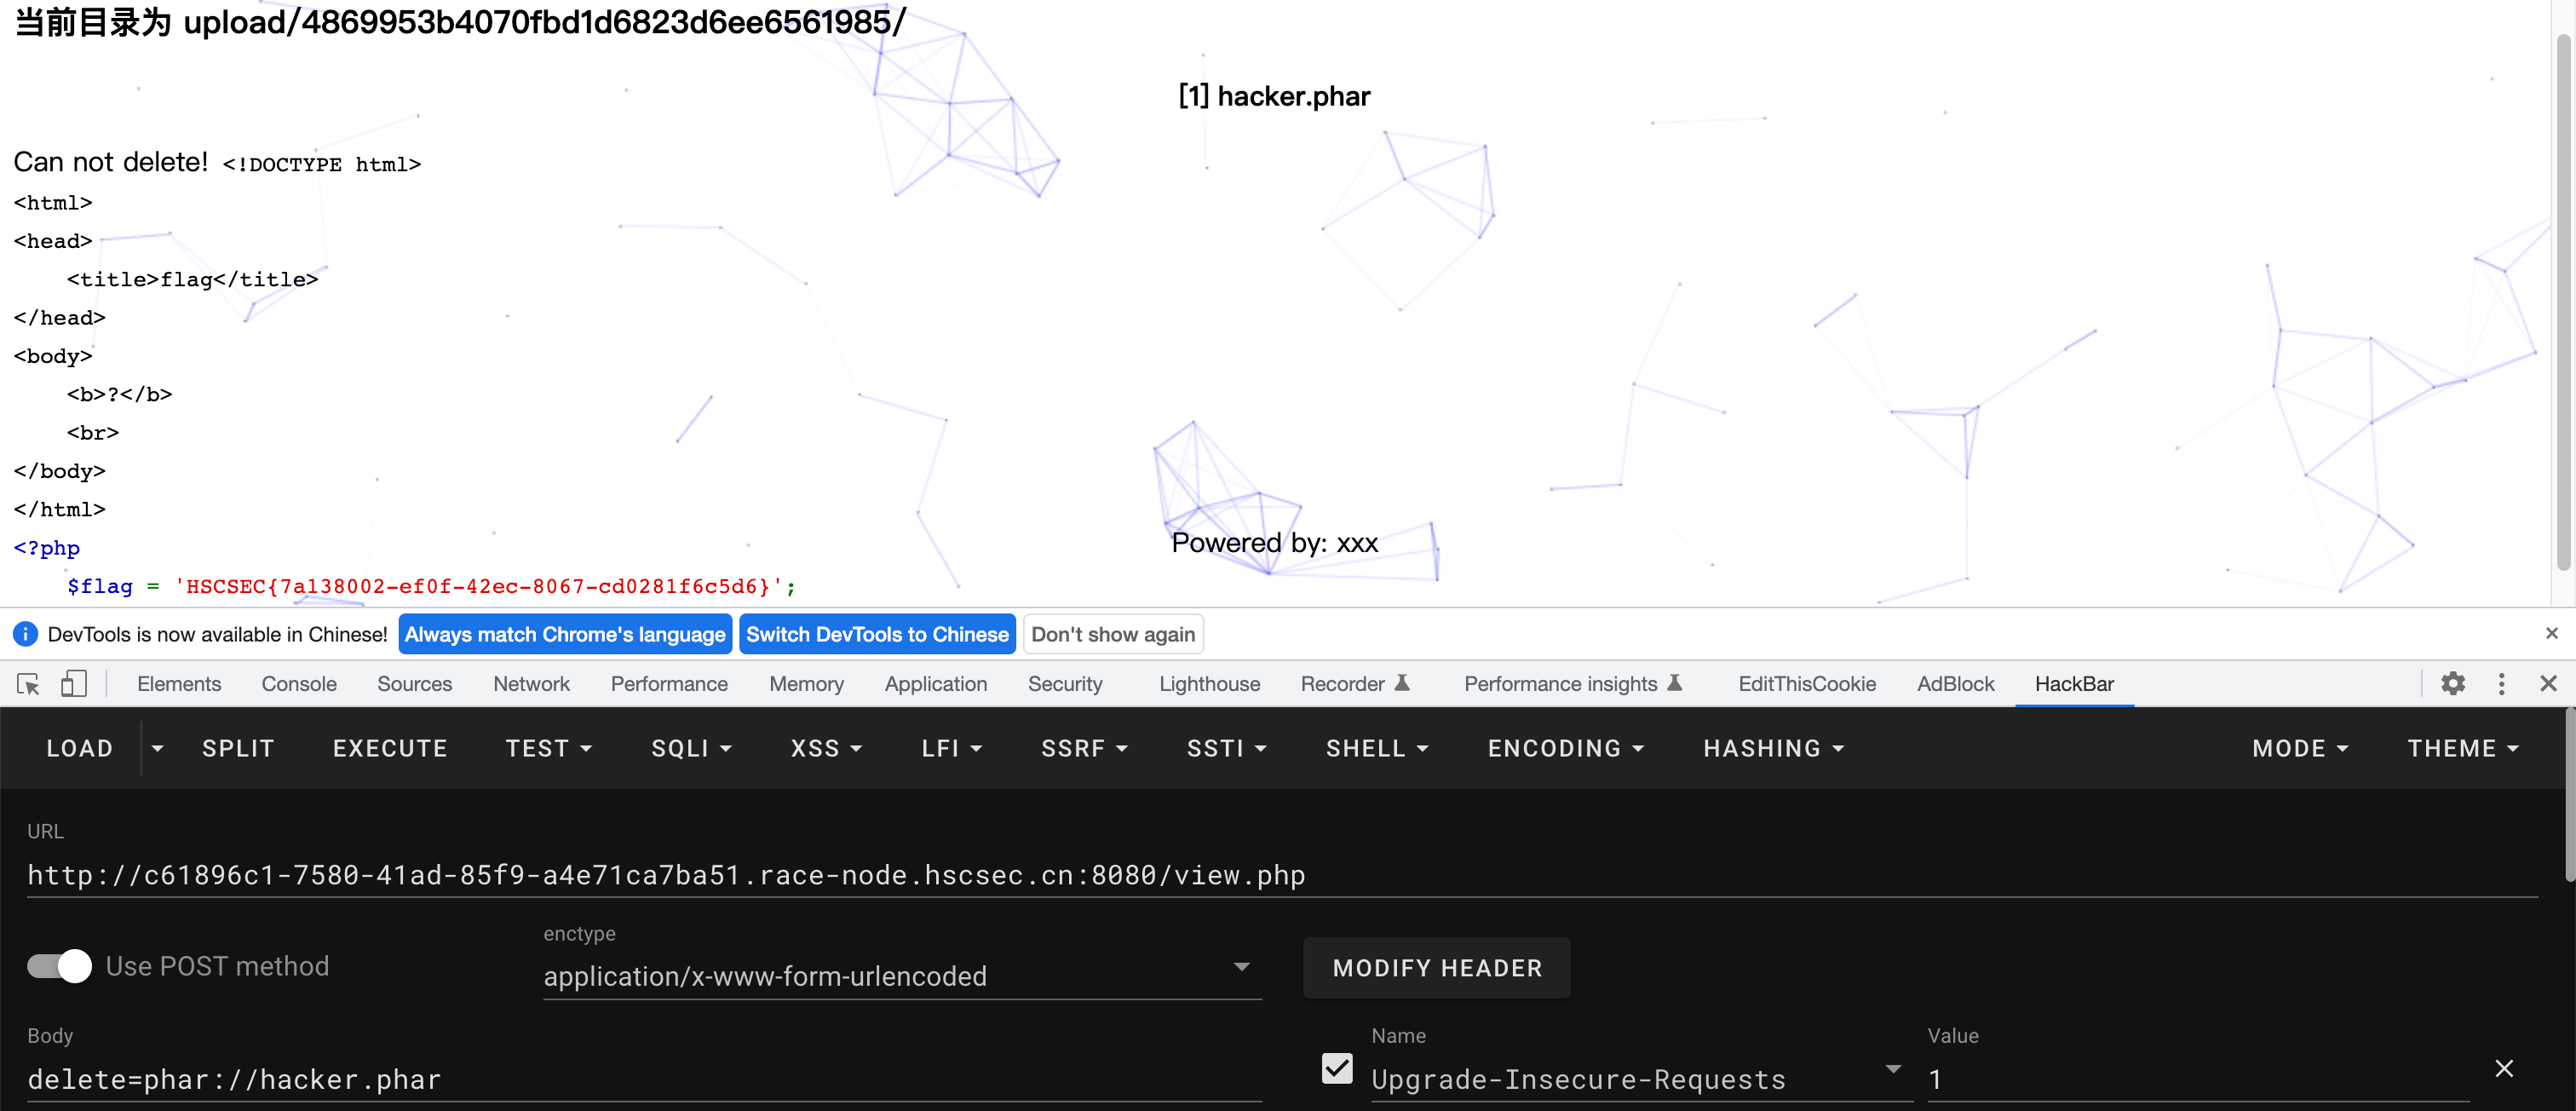 当前目录为 upload/4869953b4070fbd1d6823d6ee6561985/
[1] hacker.phar
Can not delete! <!DOCTYPE html>
<html>
<head>
<title>flag</title>
</head>
<body>
<b>?</b>
<br>
</body>
</html>
<?php
Powered by: xxx
$flag = 'HSCSEC{7a138002-ef0f-42ec-8067-cd0281f6c5d6}';
DevTools is now available in Chinese! Always match Chrome's language Switch DevTools to Chinese Don't show again
Elements Console Sources Network Performance Memory Application Security Lighthouse Recorder Performance insights EditThisCookie AdBlock HackBar
LOAD SPLIT EXECUTE TEST SQLI XSS LFI SSRF SSTI SHELL ENCODING HASHING MODE THEME
URL
http://c61896c1-7580-41ad-85f9-a4e71ca7ba51.race-node.hscsec.cn:8080/view.php
Use POST method
enctype
application/x-www-form-urlencoded
MODIFY HEADER
Body
delete=phar://hacker.phar
Name
Upgrade-Insecure-Requests
Value
1